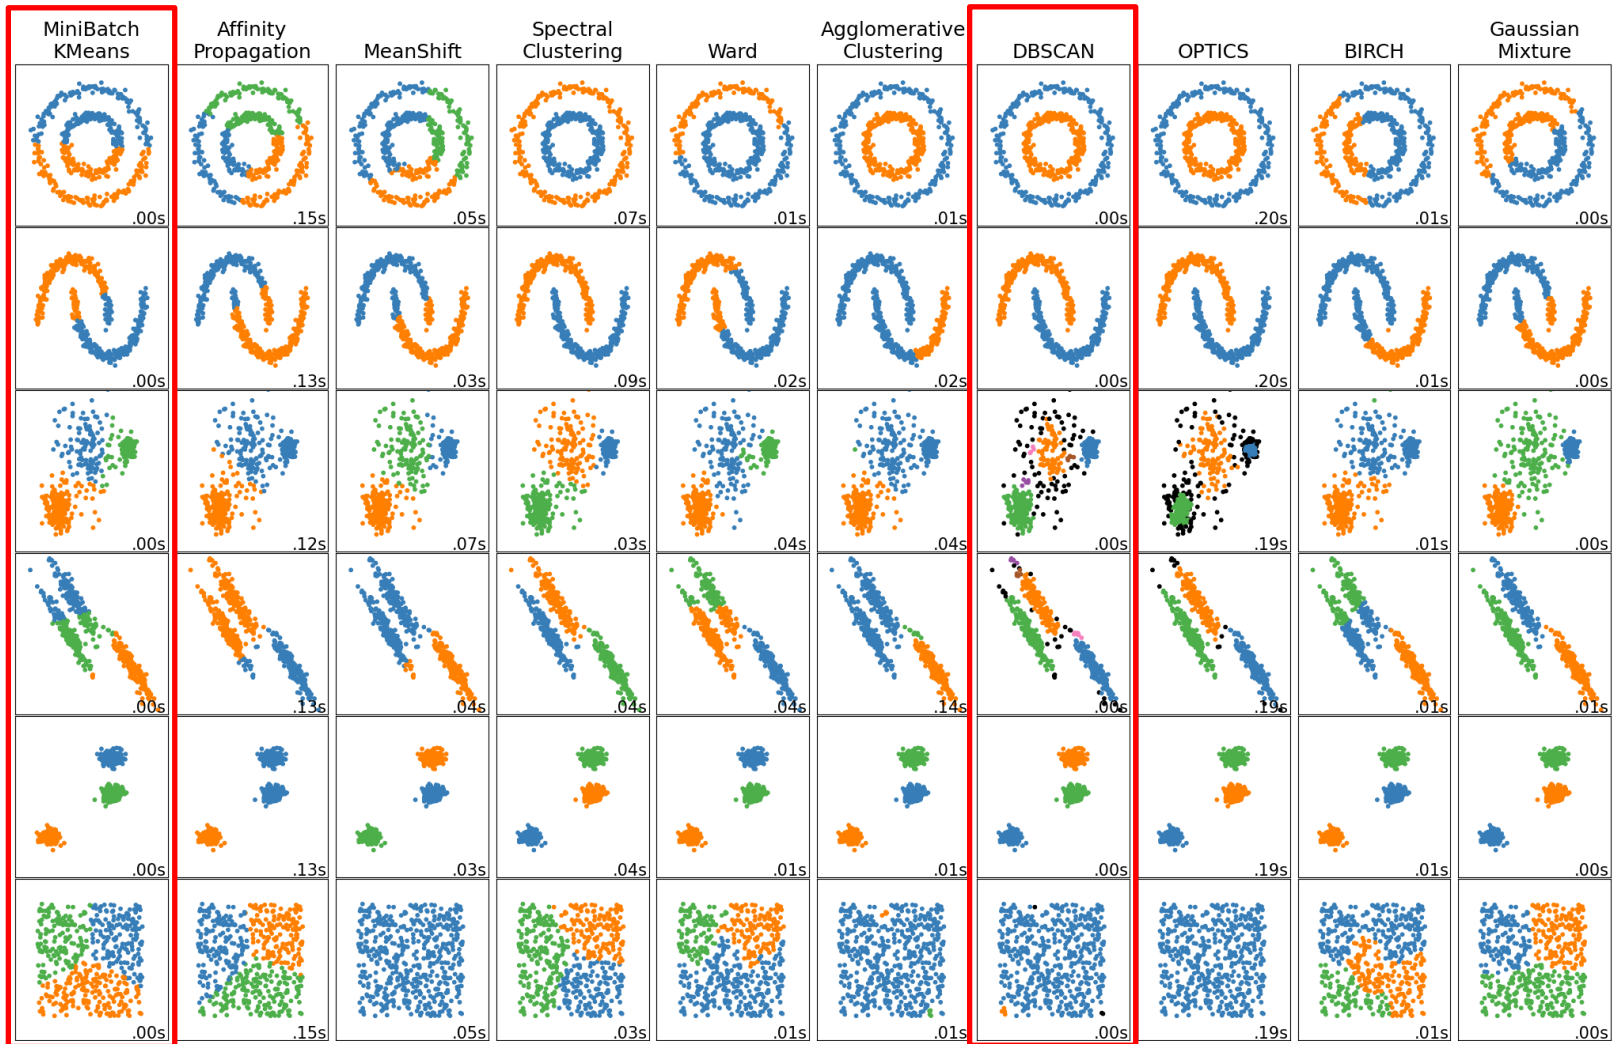 MiniBatch
KMeans
Affinity
Propagation
MeanShift
Spectral
Clustering
Ward
Agglomerative
Clustering
DBSCAN
OPTICS
BIRCH
Gaussian
Mixture
.00s
.15s
.05s
.07s
.01s
.01s
.00s
.20s
.01s
.00s
.00s
.13s
.03s
.09s
.02s
.02s
.00s
.20s
.01s
.00s
.00s
.12s
.07s
.03s
.04s
.04s
.00s
.19s
.01s
.00s
.00s
.13s
.04s
.04s
.04s
.14s
.00s
.19s
.01s
.01s
.00s
.13s
.03s
.04s
.01s
.01s
.00s
.19s
.01s
.00s
.00s
.15s
.05s
.03s
.01s
.01s
.00s
.19s
.01s
.00s